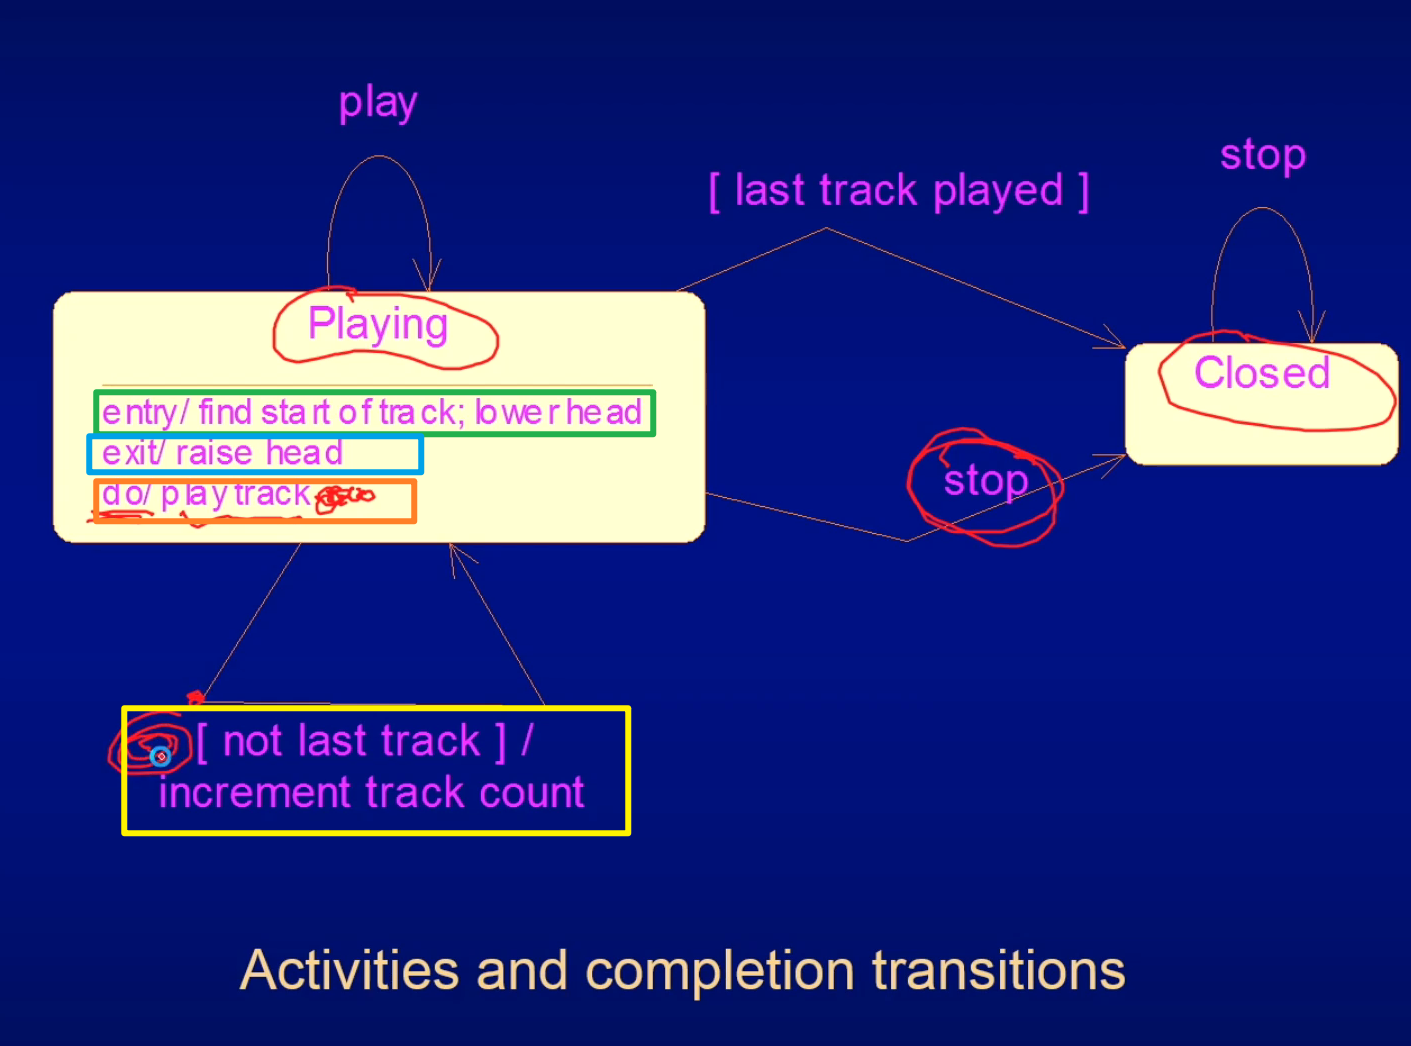 play
stop
[ last track played ]
Playing
Closed
entry/ find start of track; lower head
exit/ raise head
do/ play track
stop
[ not last track ] /
increment track count
Activities and completion transitions